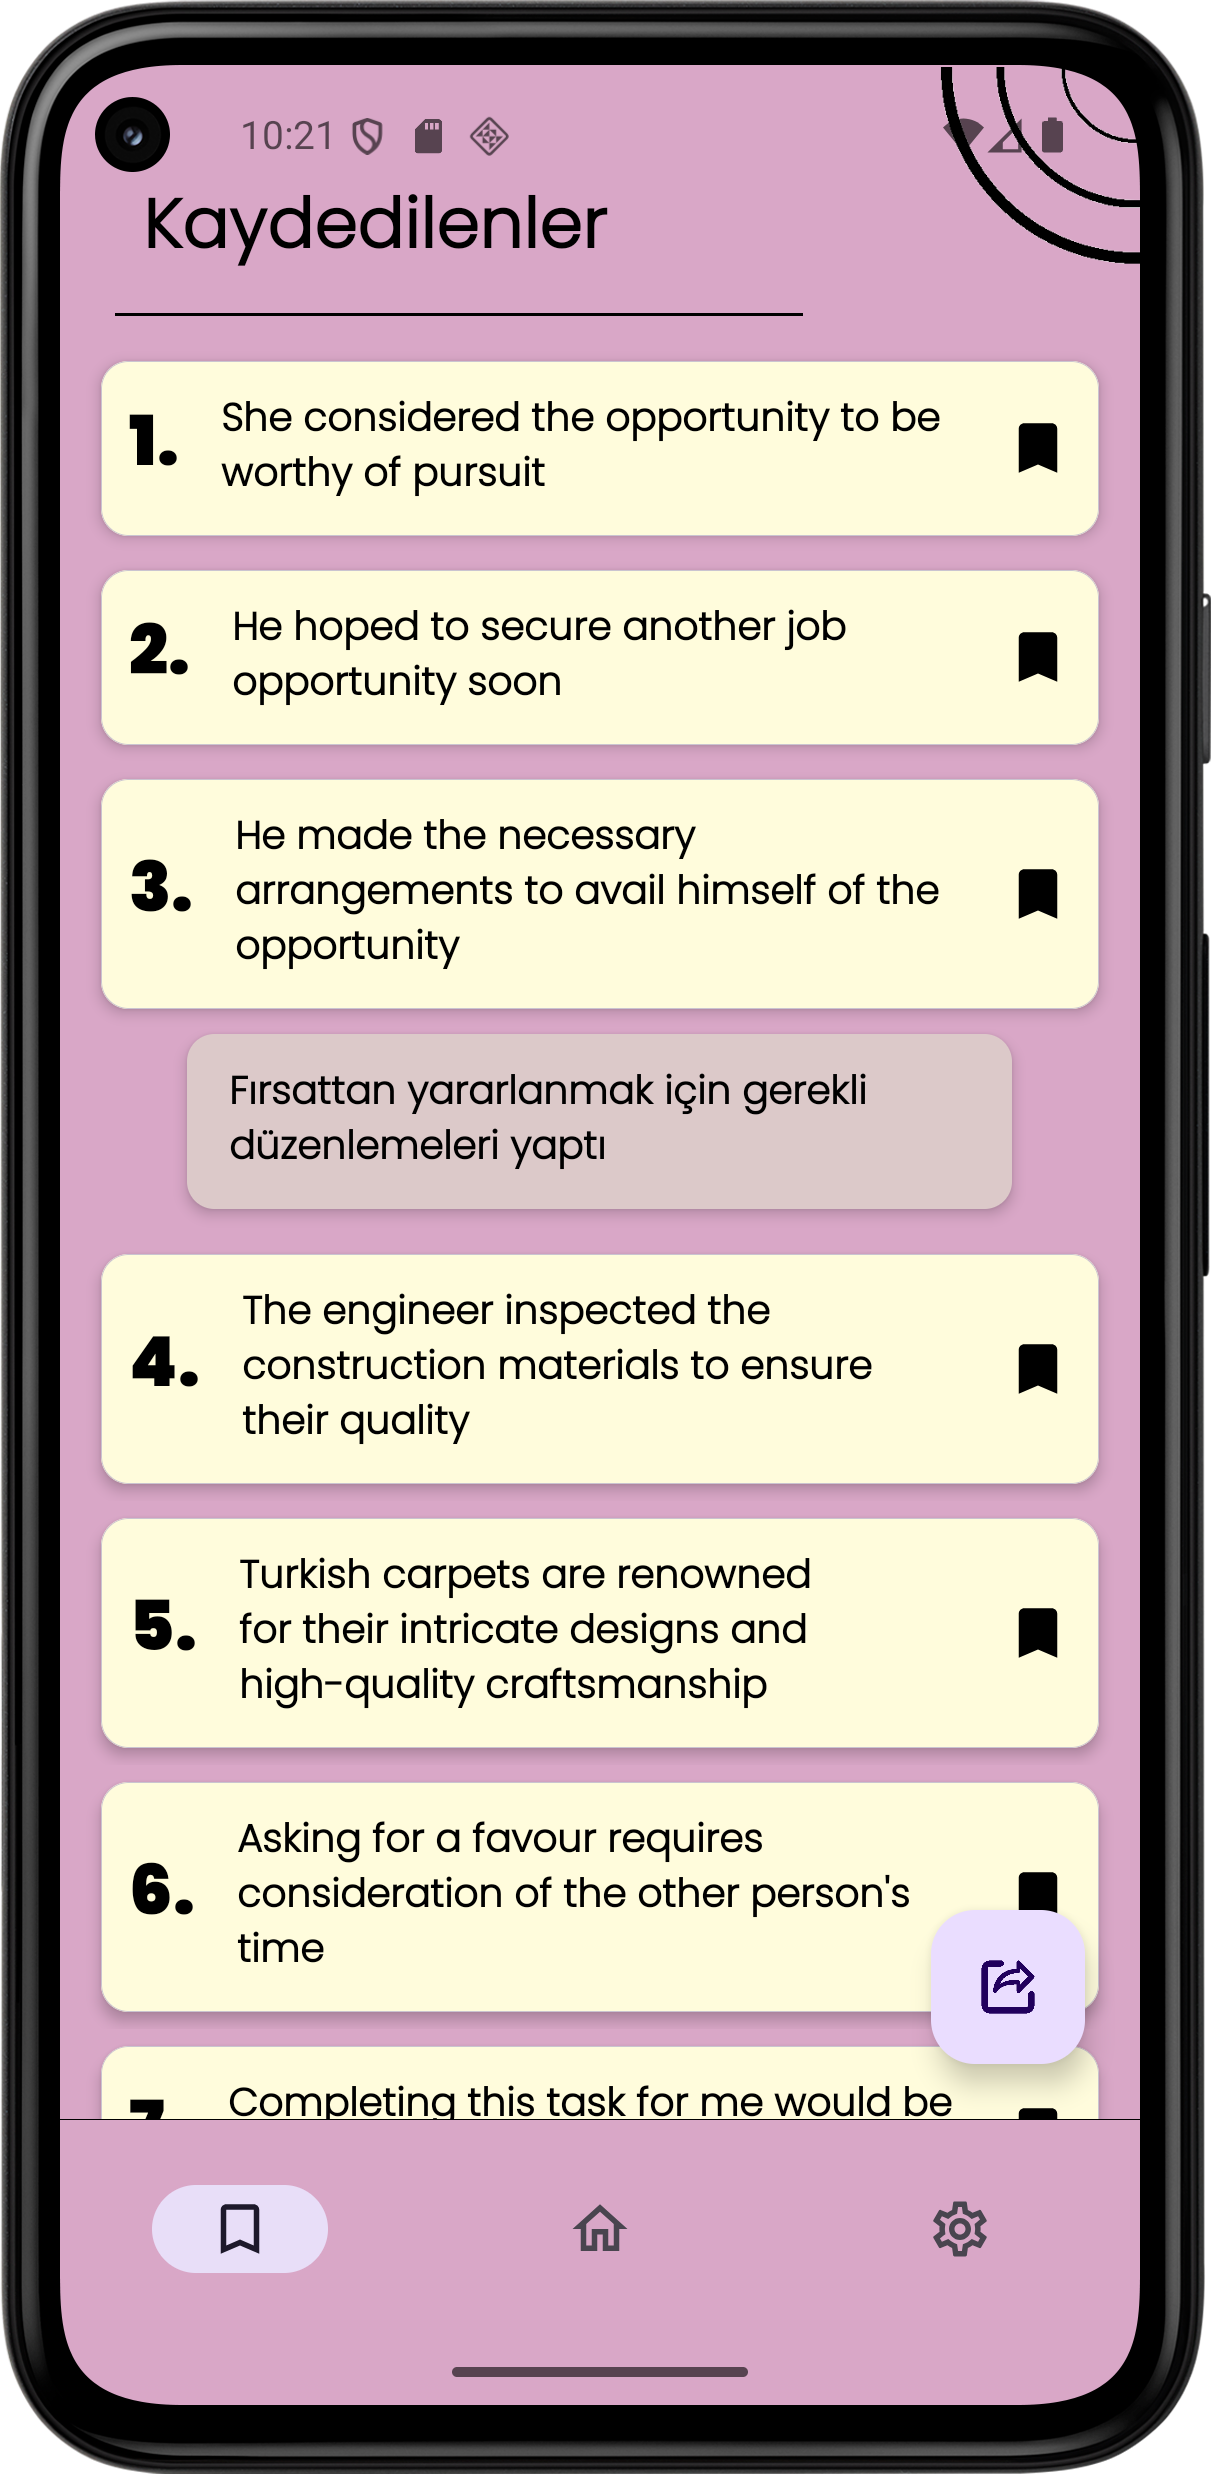 10:21
Kaydedilenler
1. She considered the opportunity to be
worthy of pursuit
2. He hoped to secure another job
opportunity soon
3. He made the necessary
arrangements to avail himself of the
opportunity
Fırsattan yararlanmak için gerekli
düzenlemeleri yaptı
4. The engineer inspected the
construction materials to ensure
their quality
5. Turkish carpets are renowned
for their intricate designs and
high-quality craftsmanship
6. Asking for a favour requires
consideration of the other person's
time
7. Completing this task for me would be